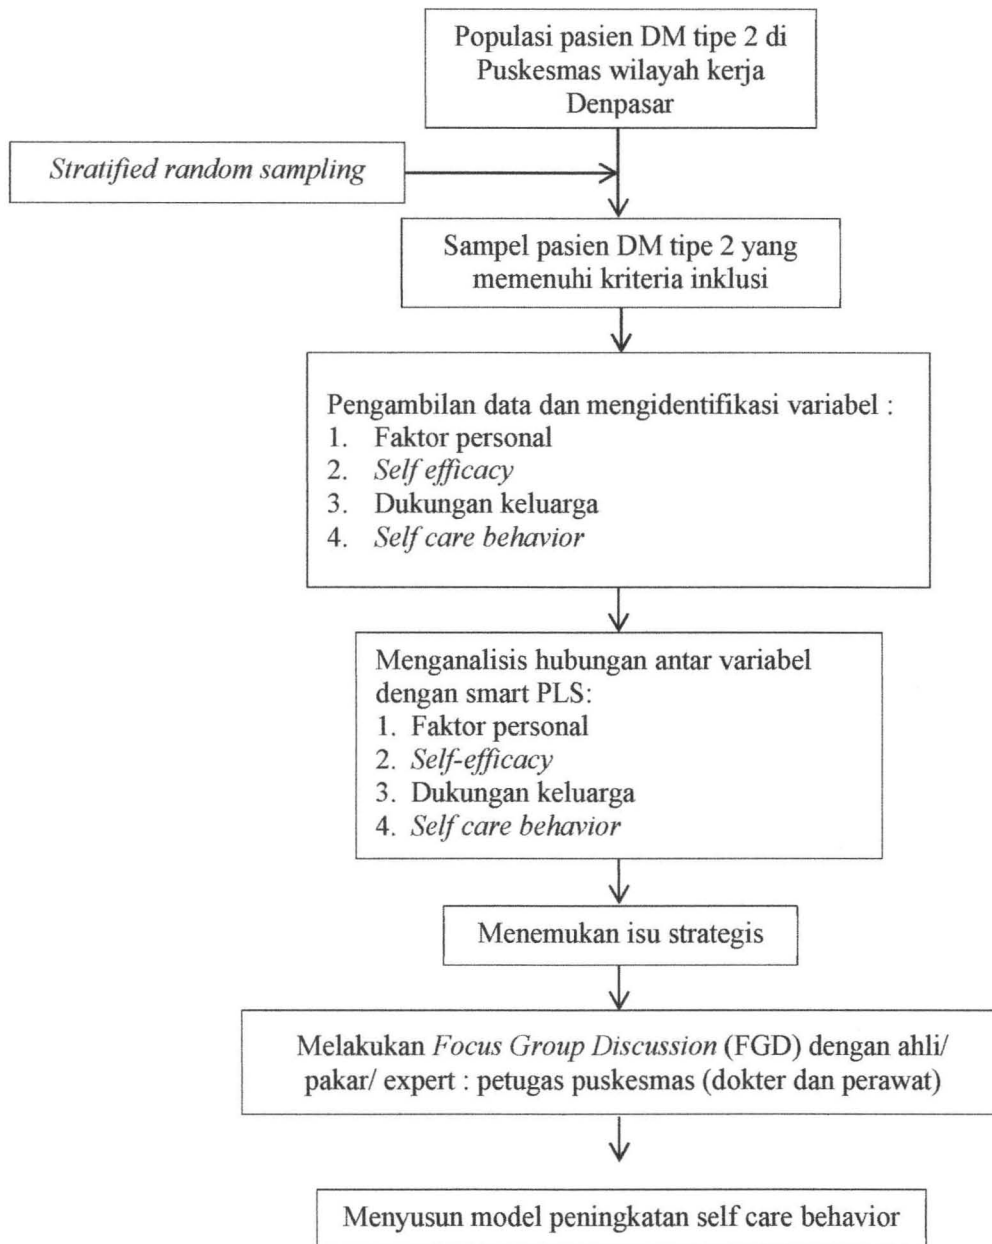 Populasi pasien DM tipe 2 di
Puskesmas wilayah kerja
Denpasar
Stratified random sampling
Sampel pasien DM tipe 2 yang
memenuhi kriteria inklusi
Pengambilan data dan mengidentifikasi variabel :
1. Faktor personal
2. Self efficacy
3. Dukungan keluarga
4. Self care behavior
Menganalisis hubungan antar variabel
dengan smart PLS:
1. Faktor personal
2. Self-efficacy
3. Dukungan keluarga
4. Self care behavior
Menemukan isu strategis
Melakukan Focus Group Discussion (FGD) dengan ahli/
pakar/ expert : petugas puskesmas (dokter dan perawat)
Menyusun model peningkatan self care behavior